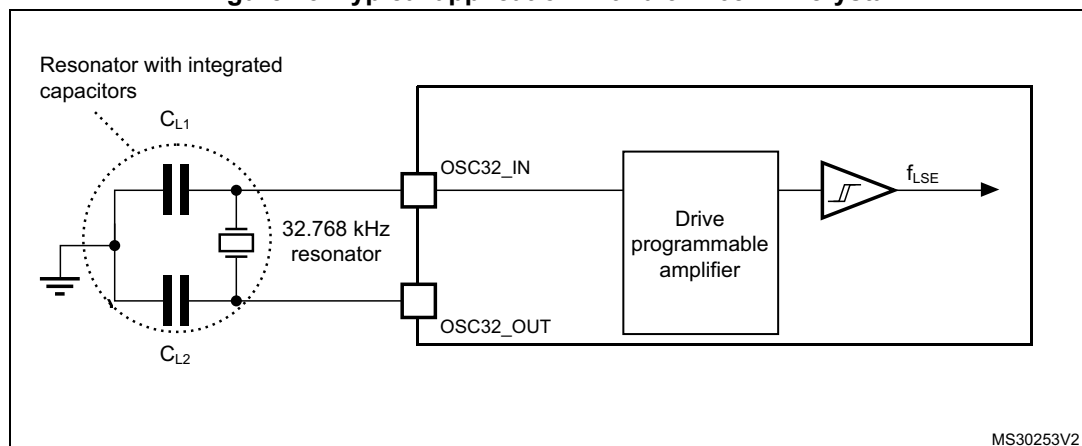 Resonator with integrated
capacitors
CL1
OSC32_IN
fLSE
32.768 kHz
resonator
Drive
programmable
amplifier
OSC32_OUT
CL2
MS30253V2